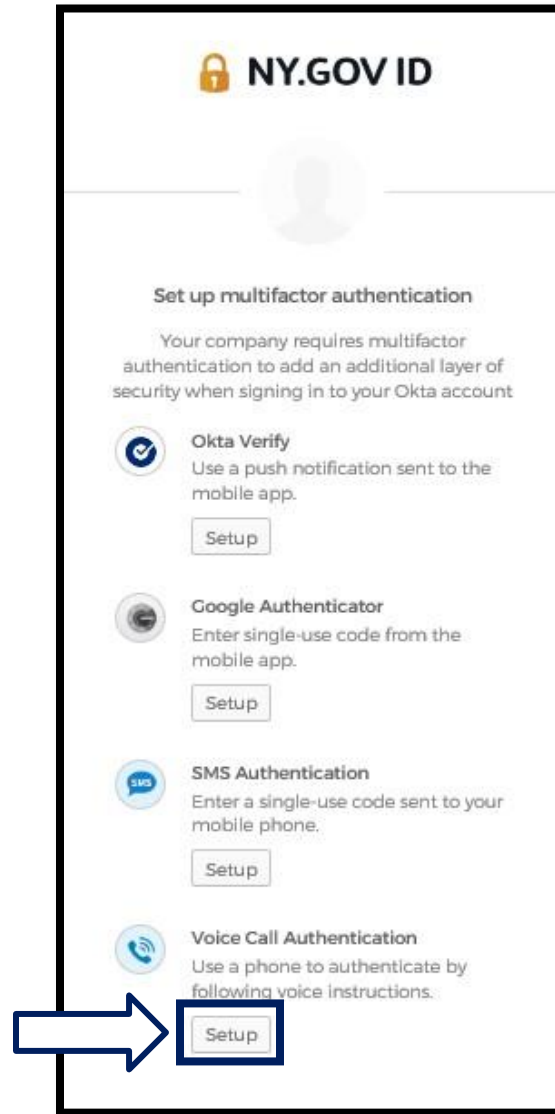 NY.GOV ID
Set up multifactor authentication
Your company requires multifactor
authentication to add an additional layer of
security when signing in to your Okta account
Okta Verify
Use a push notification sent to the
mobile app.
Setup
Google Authenticator
Enter single-use code from the
mobile app.
Setup
SMS
SMS Authentication
Enter a single-use code sent to your
mobile phone.
Setup
Voice Call Authentication
Use a phone to authenticate by
following voice instructions.
Setup